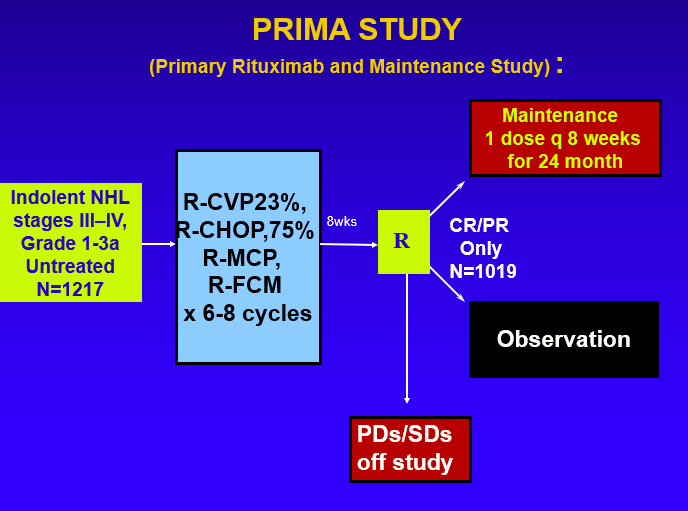 PRIMA STUDY
(Primary Rituximab and Maintenance Study) :
Indolent NHL
stages III–IV,
Grade 1-3a
Untreated
N=1217
R-CVP23%,
R-CHOP,75%
R-MCP,
R-FCM
x 6-8 cycles
8wks
R
Maintenance
1 dose q 8 weeks
for 24 month
CR/PR
Only
N=1019
Observation
PDs/SDs
off study